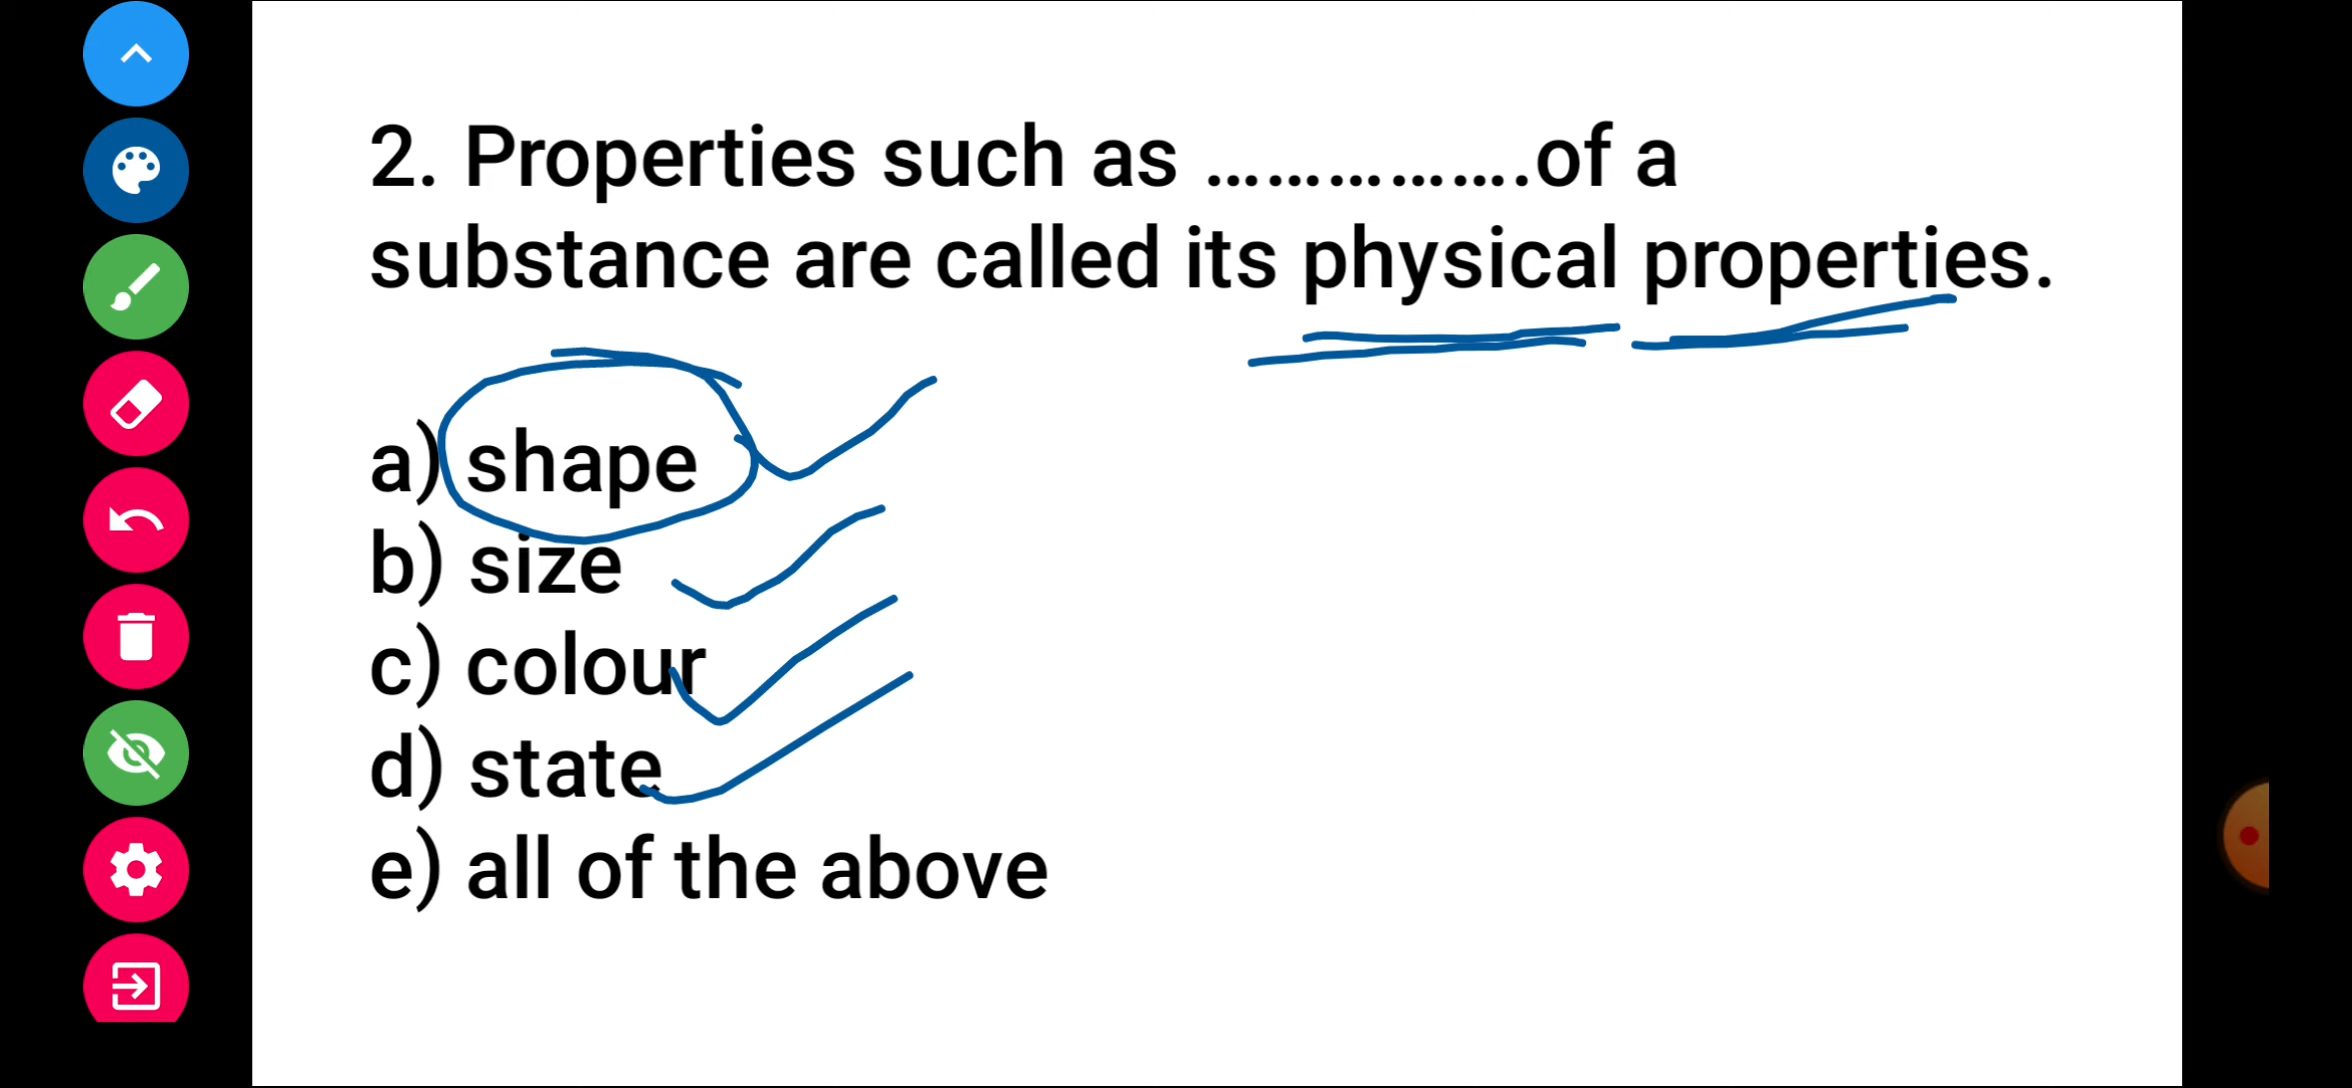 2. Properties such as ................of a
substance are called its physical properties.
a) shape
b) size
c) colour
d) state
e) all of the above